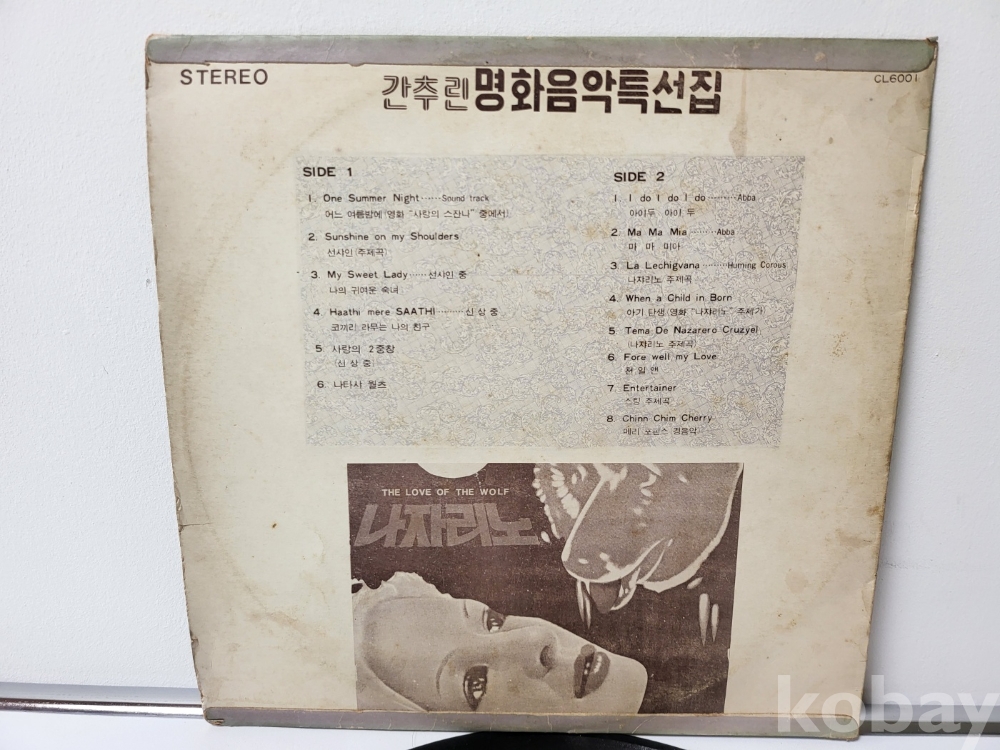 STEREO
간추린 명화음악특선집
CL6001
SIDE 1
1. One Summer Night ...... Sound track
어느 여름밤에 (영화 "사랑의 스잔나" 중에서)
2. Sunshine on my Shoulders
선샤인 (주제곡)
3. My Sweet Lady ...... 선샤인 중
나의 귀여운 숙녀
4. Haathi mere SAATHI ......... 신상 중
코끼리 라무는 나의 친구
5. 사랑의 2중창
(신상 중)
6. 나타샤 월츠
SIDE 2
1. I do I do I do ......... Abba
아이두 아이 두
2. Ma Ma Mia ......... Abba
마 마 미아
3. La Lechigvana ......... Huming Corous
나쟈리노 주제곡
4. When a Child in Born
아기 탄생 (영화 "나쟈리노" 주제가)
5 Tema De Nazarero Cruzyel
(나쟈리노 주제곡)
6. Fore well my Love
천 일 앤
7. Entertainer
스팅 주제곡
8. Chinn Chim Cherry
메리 포핀스 경음악)
THE LOVE OF THE WOLF
나자리노
kobay